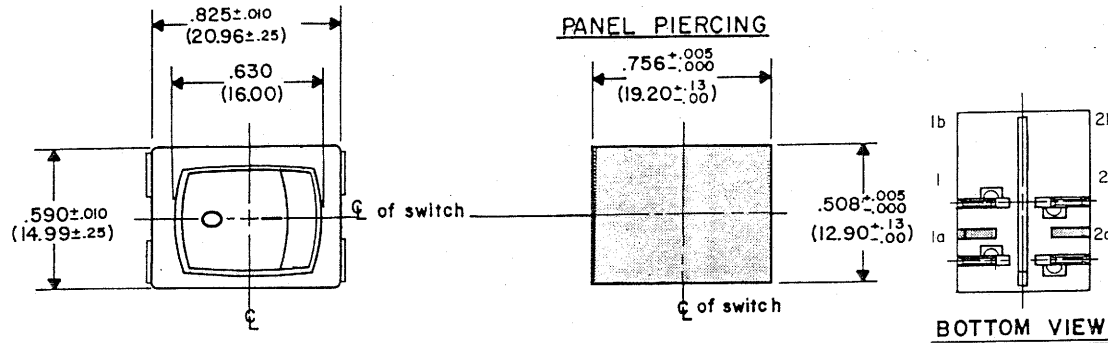 .825±.010
(20.96±.25)
.630
(16.00)
.590±.010
(14.99±.25)
℄ of switch
℄
PANEL PIERCING
.756+.005 -.000
(19.20+.13 -.00)
.508+.005 -.000
(12.90+.13 -.00)
℄ of switch
1b
1
2
1a
BOTTOM VIEW